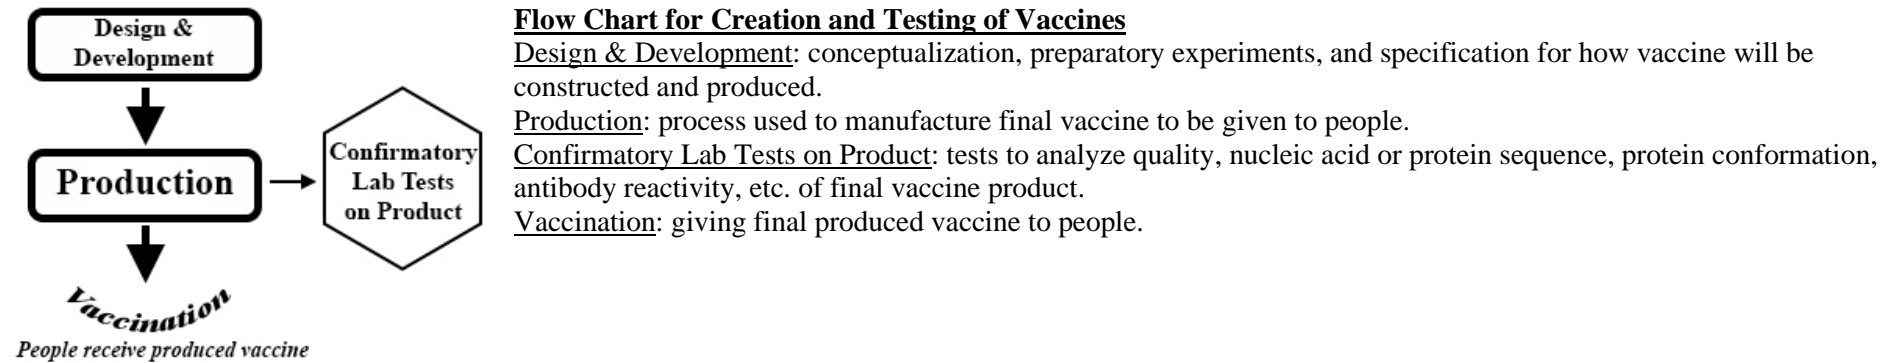 Design &
Development
Production
Confirmatory
Lab Tests
on Product
Vaccination
People receive produced vaccine
Flow Chart for Creation and Testing of Vaccines
Design & Development: conceptualization, preparatory experiments, and specification for how vaccine will be
constructed and produced.
Production: process used to manufacture final vaccine to be given to people.
Confirmatory Lab Tests on Product: tests to analyze quality, nucleic acid or protein sequence, protein conformation,
antibody reactivity, etc. of final vaccine product.
Vaccination: giving final produced vaccine to people.